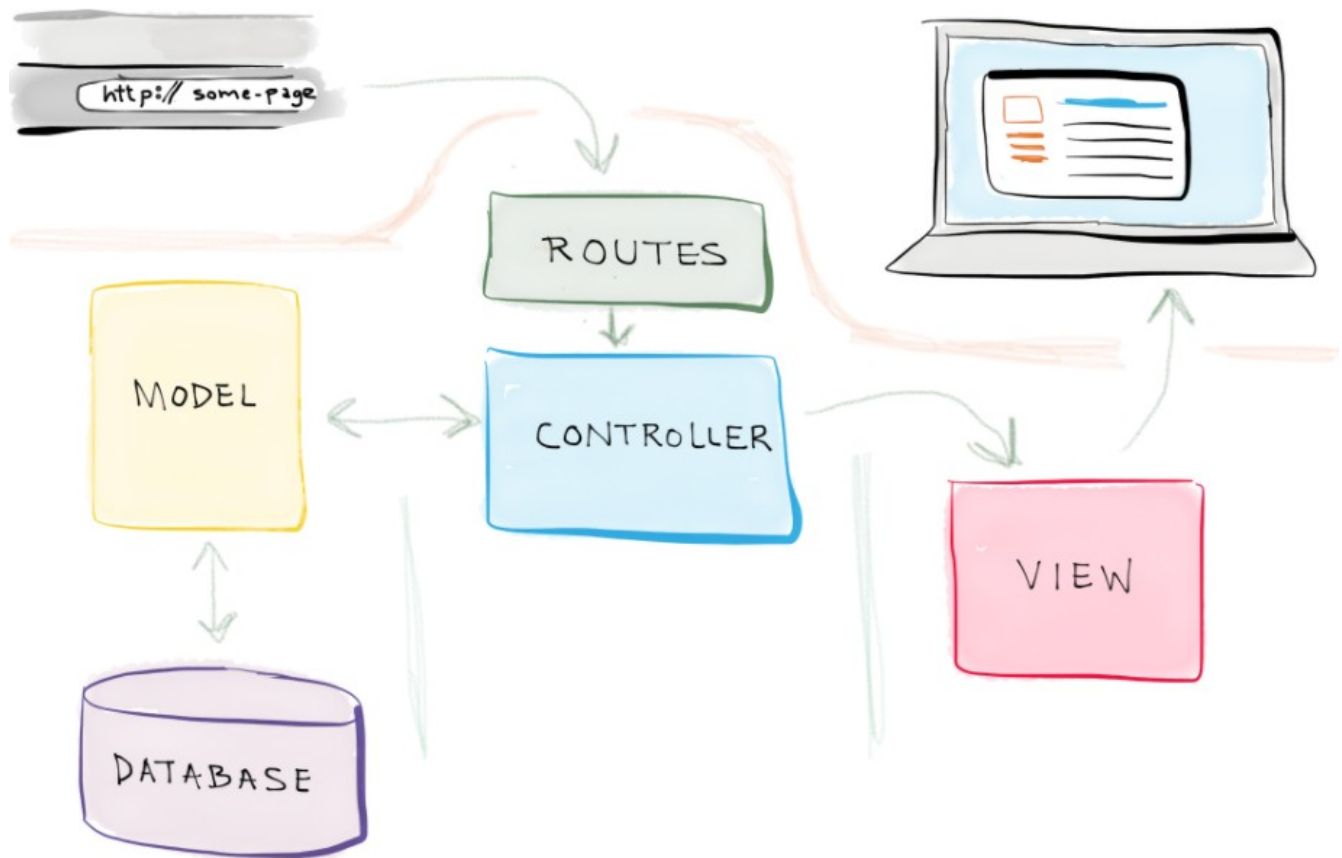 http:// some-page
ROUTES
MODEL
CONTROLLER
VIEW
DATABASE